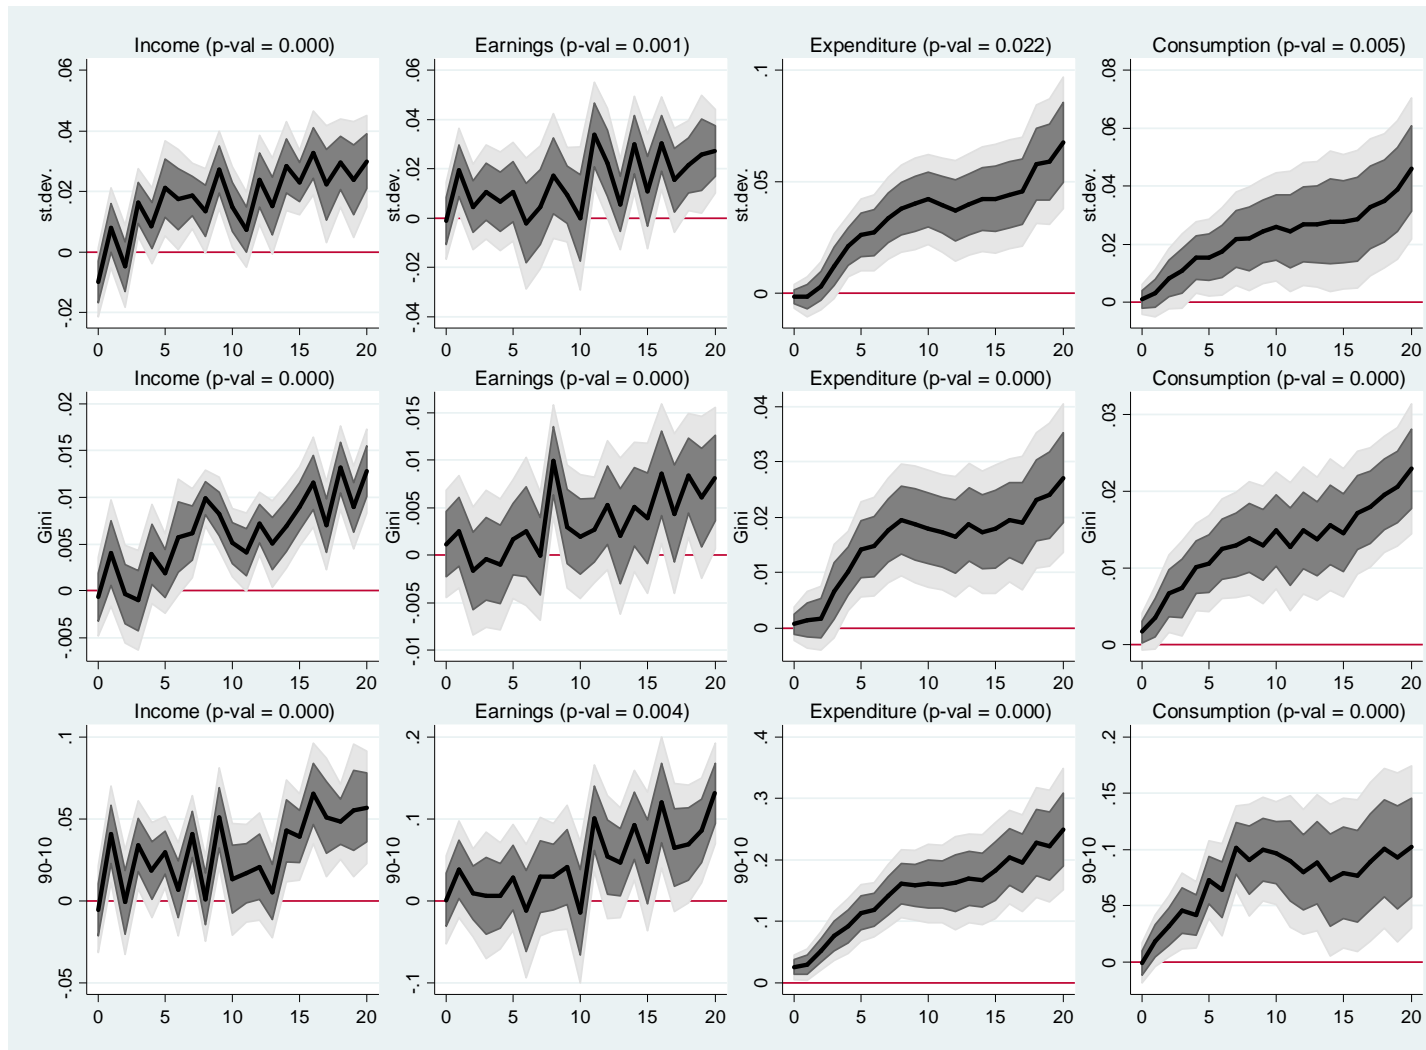 Income (p-val = 0.000)
st.dev.
.06
.04
.02
0
-.02
0 5 10 15 20
Earnings (p-val = 0.001)
st.dev.
.06
.04
.02
0
-.02
-.04
0 5 10 15 20
Expenditure (p-val = 0.022)
st.dev.
.1
.05
0
0 5 10 15 20
Consumption (p-val = 0.005)
st.dev.
.08
.06
.04
.02
0
0 5 10 15 20
Income (p-val = 0.000)
Gini
.02
.015
.01
.005
0
-.005
0 5 10 15 20
Earnings (p-val = 0.000)
Gini
.015
.01
.005
0
-.005
-.01
0 5 10 15 20
Expenditure (p-val = 0.000)
Gini
.04
.03
.02
.01
0
0 5 10 15 20
Consumption (p-val = 0.000)
Gini
.03
.02
.01
0
0 5 10 15 20
Income (p-val = 0.000)
90-10
.1
.05
0
-.05
0 5 10 15 20
Earnings (p-val = 0.004)
90-10
.2
.1
0
-.1
0 5 10 15 20
Expenditure (p-val = 0.000)
90-10
.4
.3
.2
.1
0
0 5 10 15 20
Consumption (p-val = 0.000)
90-10
.2
.15
.1
.05
0
0 5 10 15 20